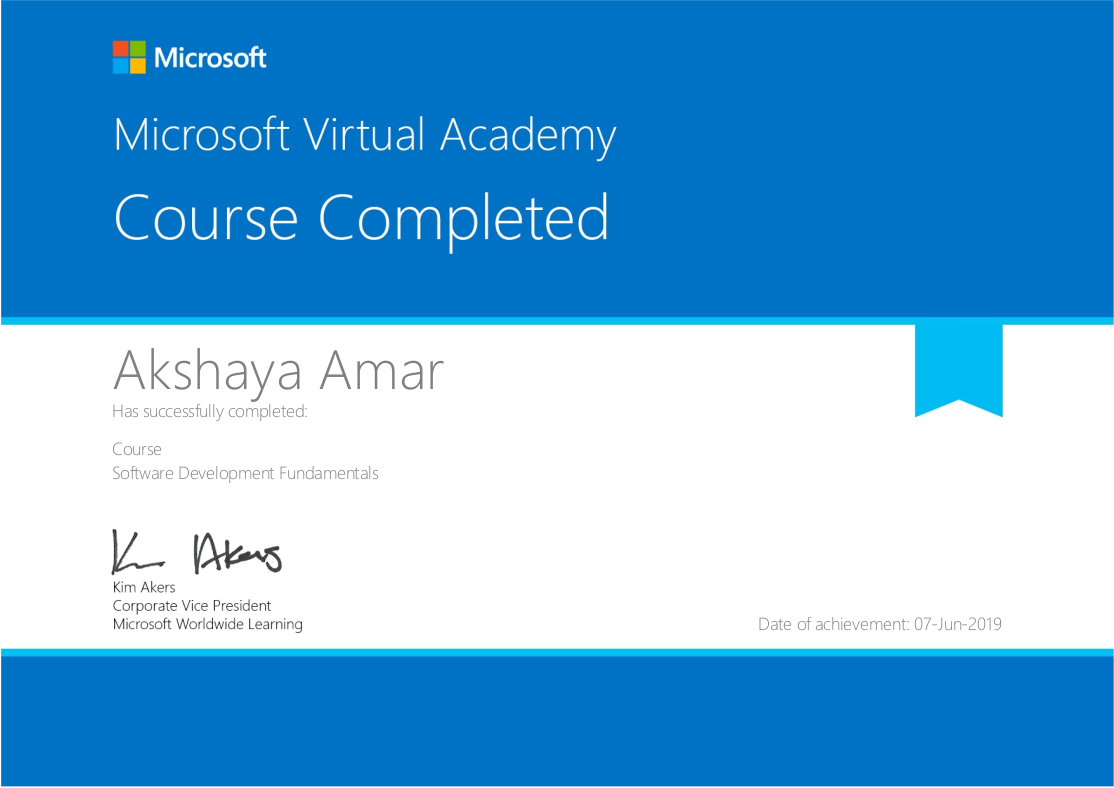 Microsoft
Microsoft Virtual Academy
Course Completed
Akshaya Amar
Has successfully completed:
Course
Software Development Fundamentals
Kim Akers
Kim Akers
Corporate Vice President
Microsoft Worldwide Learning
Date of achievement: 07-Jun-2019